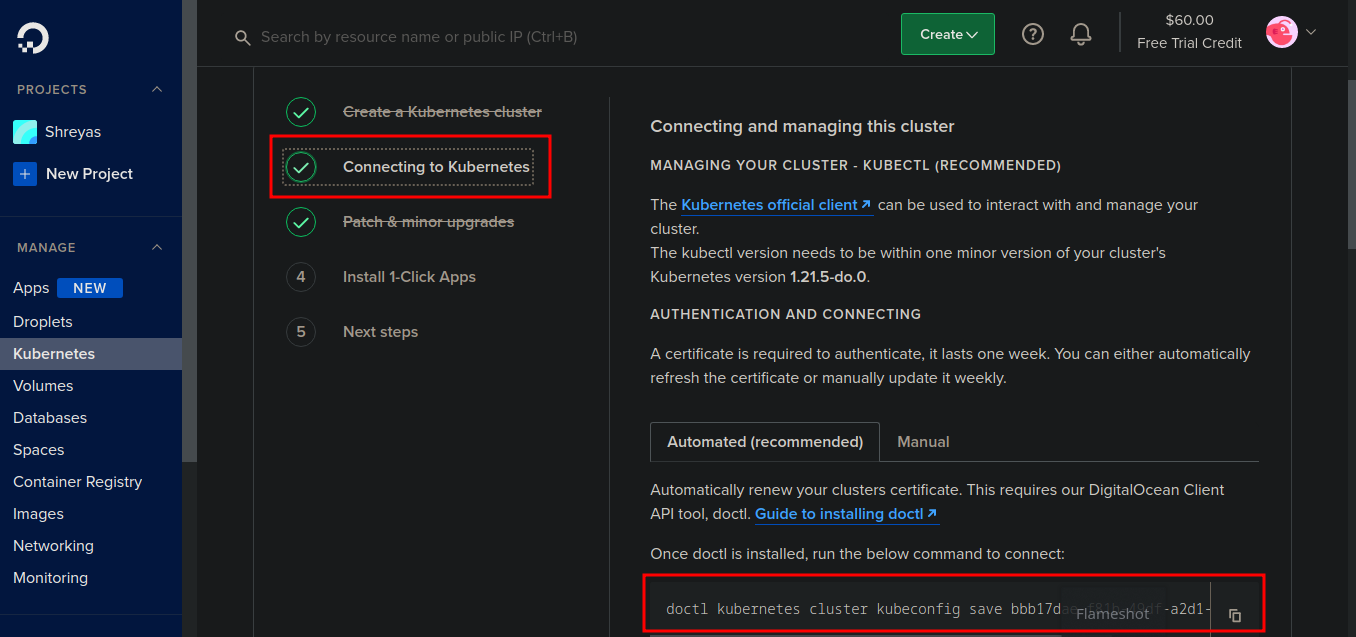 Search by resource name or public IP (Ctrl+B)
Create
?
$60.00
Free Trial Credit
PROJECTS
Shreyas
+ New Project
MANAGE
Apps NEW
Droplets
Kubernetes
Volumes
Databases
Spaces
Container Registry
Images
Networking
Monitoring
Create a Kubernetes cluster
Connecting to Kubernetes
Patch & minor upgrades
4 Install 1-Click Apps
5 Next steps
Connecting and managing this cluster
MANAGING YOUR CLUSTER - KUBECTL (RECOMMENDED)
The Kubernetes official client can be used to interact with and manage your
cluster.
The kubectl version needs to be within one minor version of your cluster's
Kubernetes version 1.21.5-do.0.
AUTHENTICATION AND CONNECTING
A certificate is required to authenticate, it lasts one week. You can either automatically
refresh the certificate or manually update it weekly.
Automated (recommended) Manual
Automatically renew your clusters certificate. This requires our DigitalOcean Client
API tool, doctl. Guide to installing doctl
Once doctl is installed, run the below command to connect:
doctl kubernetes cluster kubeconfig save
Flameshot